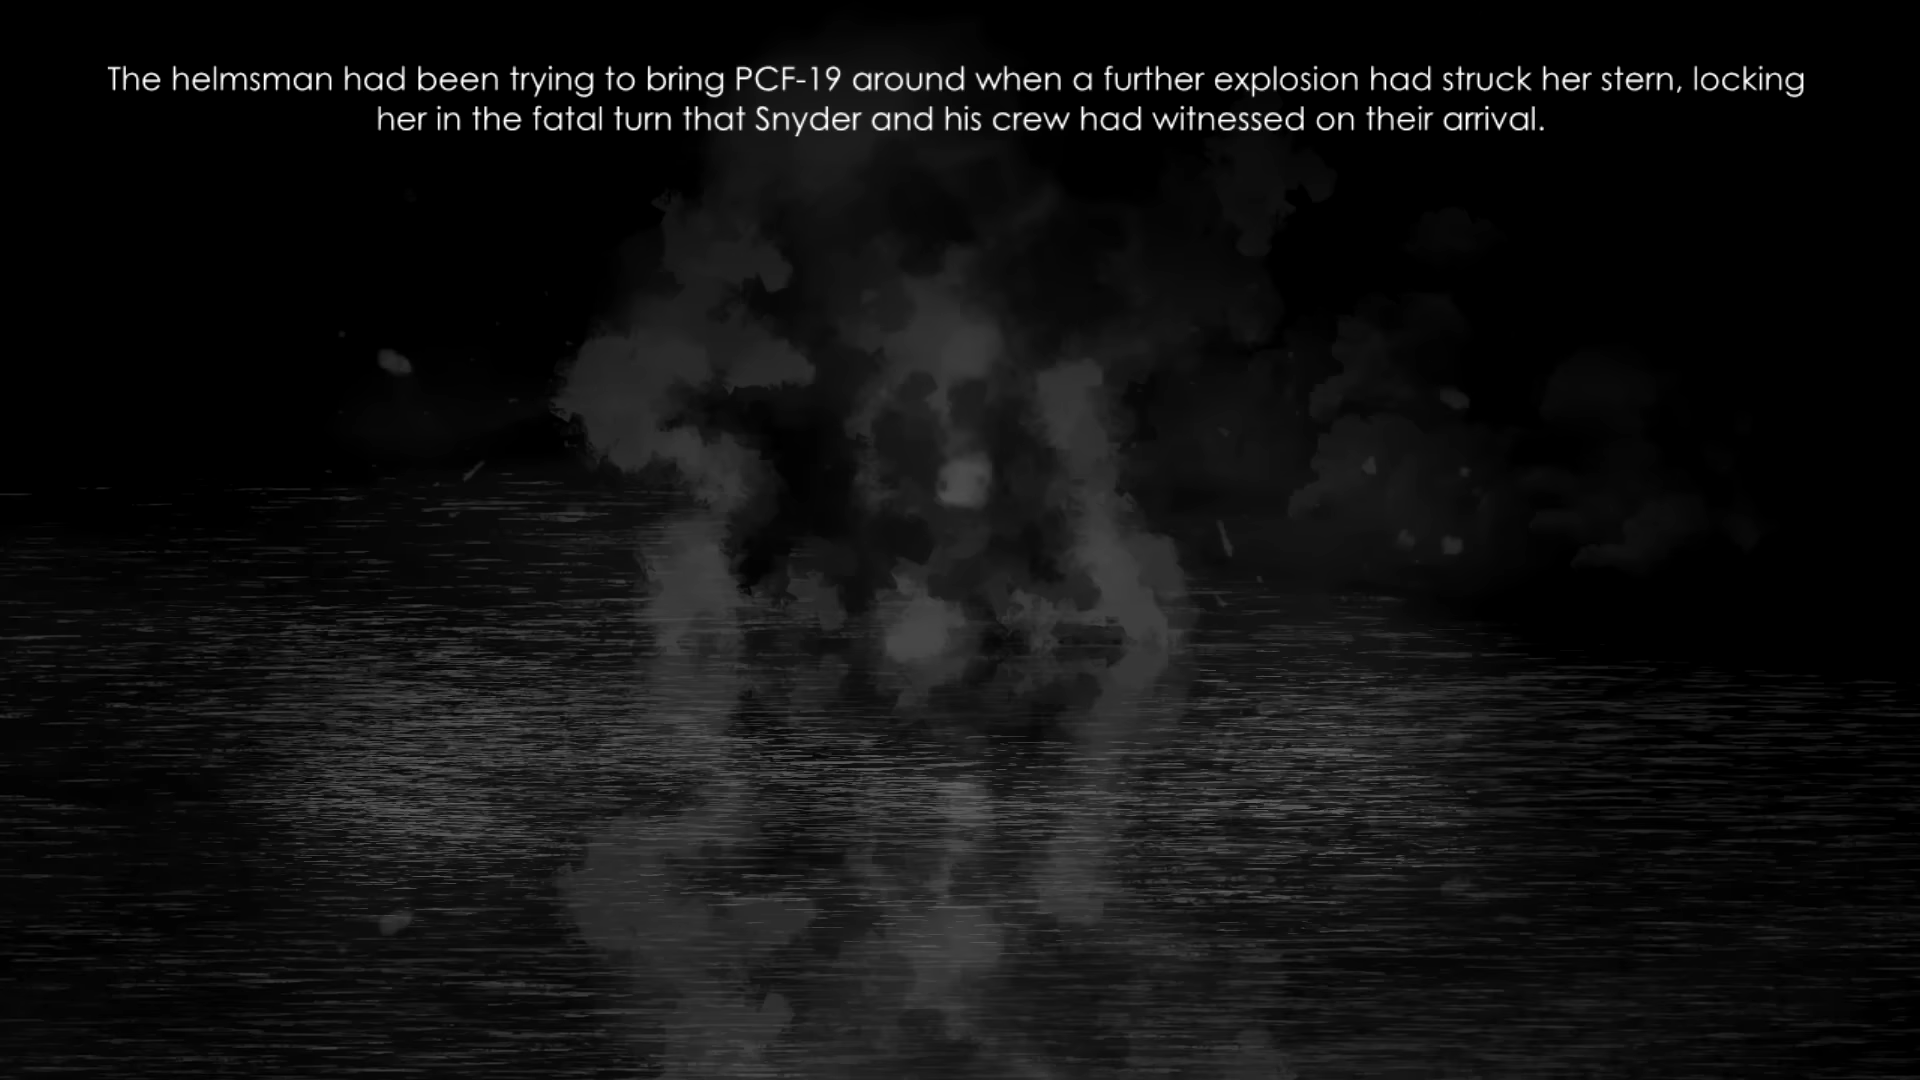 The helmsman had been trying to bring PCF-19 around when a further explosion had struck her stern, locking
her in the fatal turn that Snyder and his crew had witnessed on their arrival.